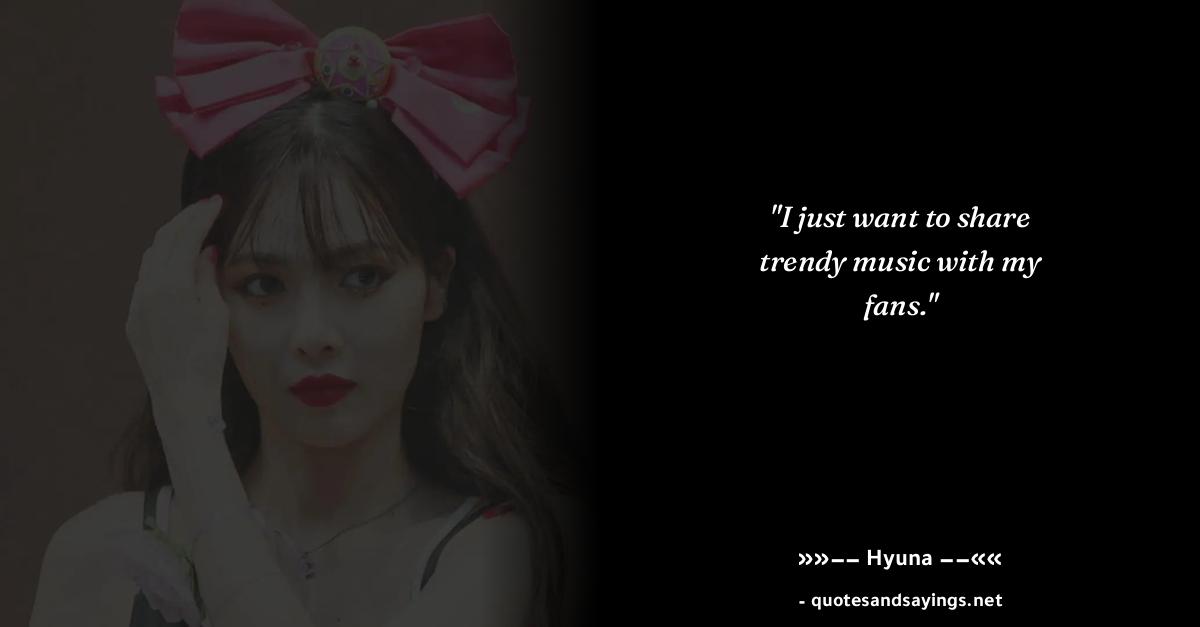 "I just want to share
trendy music with my
fans."
»»−− Hyuna −−««
- quotesandsayings.net